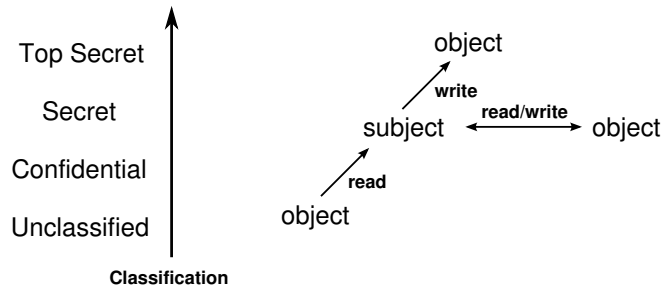 Top Secret
object
write
Secret
read/write
subject
object
Confidential
read
object
Unclassified
Classification